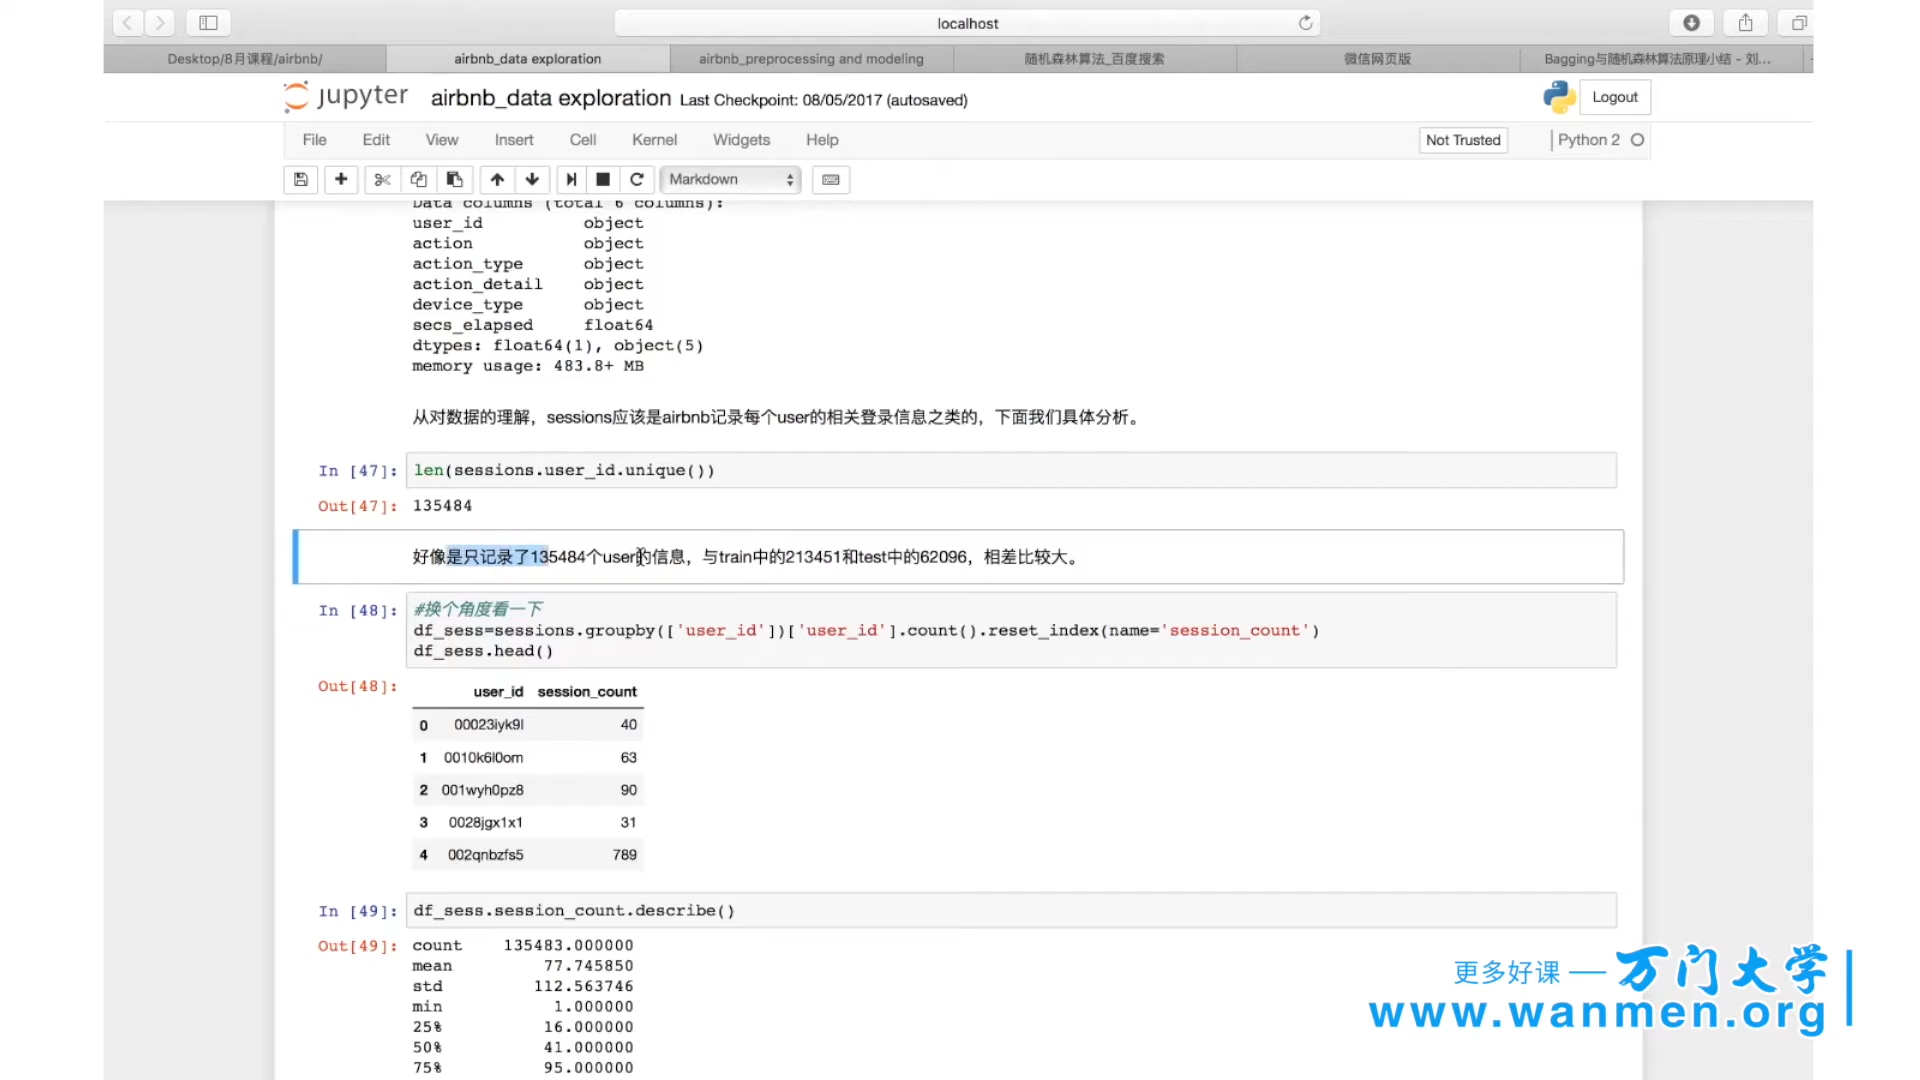 localhost
Desktop/8月课程/airbnb/
airbnb_data exploration
airbnb_preprocessing and modeling
随机森林算法_百度搜索
微信网页版
Bagging与随机森林算法原理小结 - 刘...
jupyter airbnb_data exploration Last Checkpoint: 08/05/2017 (autosaved)
Logout
File Edit View Insert Cell Kernel Widgets Help
Not Trusted
Python 2
Markdown
Data columns (total 6 columns):
user_id object
action object
action_type object
action_detail object
device_type object
secs_elapsed float64
dtypes: float64(1), object(5)
memory usage: 483.8+ MB
从对数据的理解，sessions应该是airbnb记录每个user的相关登录信息之类的，下面我们具体分析。
In [47]: len(sessions.user_id.unique())
Out[47]: 135484
好像是只记录了135484个user的信息，与train中的213451和test中的62096，相差比较大。
In [48]: #换个角度看一下
df_sess=sessions.groupby(['user_id'])['user_id'].count().reset_index(name='session_count')
df_sess.head()
Out[48]: user_id session_count
0 00023iyk9l 40
1 0010k6l0om 63
2 001wyh0pz8 90
3 0028jgx1x1 31
4 002qnbzfs5 789
In [49]: df_sess.session_count.describe()
Out[49]: count 135483.000000
mean 77.745850
std 112.563746
min 1.000000
25% 16.000000
50% 41.000000
75% 95.000000
更多好课 — 万门大学
www.wanmen.org